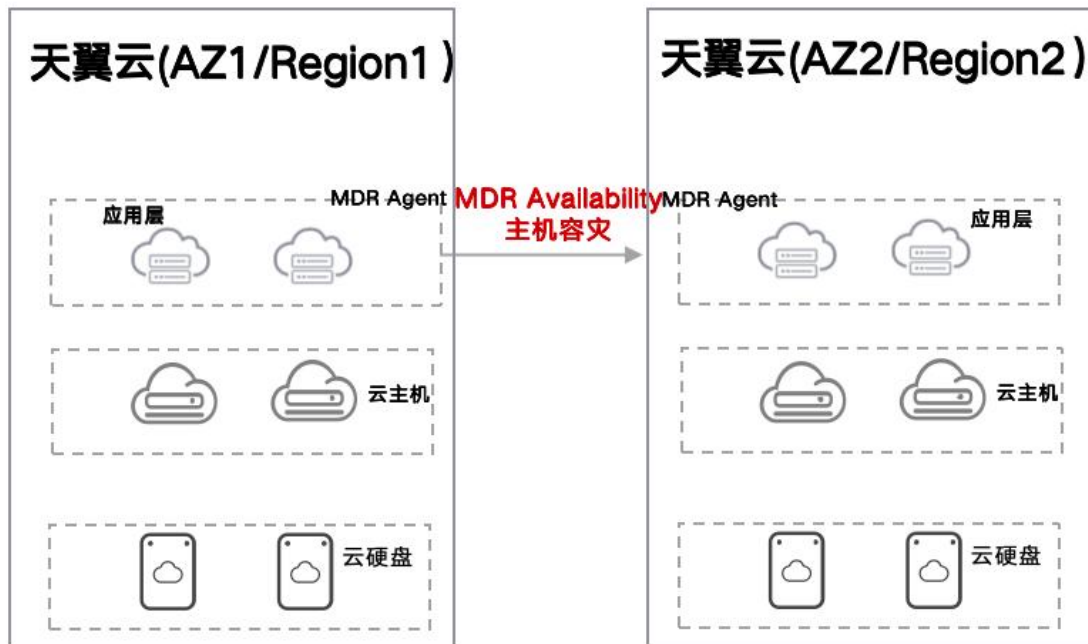 天翼云(AZ1/Region1)
天翼云(AZ2/Region2)
应用层
MDR Agent
MDR Availability
主机容灾
MDR Agent
应用层
云主机
云主机
云硬盘
云硬盘